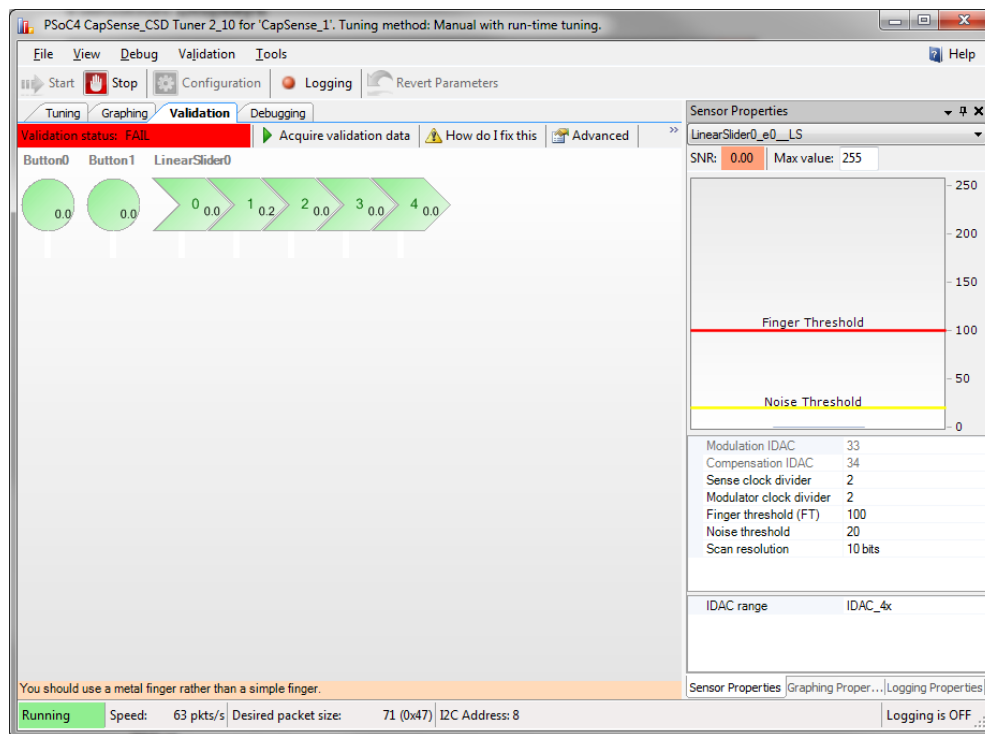 PSoC4 CapSense_CSD Tuner 2_10 for 'CapSense_1'. Tuning method: Manual with run-time tuning.
File View Debug Validation Tools Help
Start Stop Configuration Logging Revert Parameters
Tuning Graphing Validation Debugging
Validation status: FAIL Acquire validation data How do I fix this Advanced »
Button0 Button1 LinearSlider0
0.0 0.0 0 0.0 1 0.2 2 0.0 3 0.0 4 0.0
Sensor Properties
LinearSlider0_e0__LS
SNR: 0.00 Max value: 255
250
200
150
Finger Threshold
100
50
Noise Threshold
0
Modulation IDAC 33
Compensation IDAC 34
Sense clock divider 2
Modulator clock divider 2
Finger threshold (FT) 100
Noise threshold 20
Scan resolution 10 bits
IDAC range IDAC_4x
Sensor Properties Graphing Proper... Logging Properties
You should use a metal finger rather than a simple finger.
Running Speed: 63 pkts/s Desired packet size: 71 (0x47) I2C Address: 8 Logging is OFF